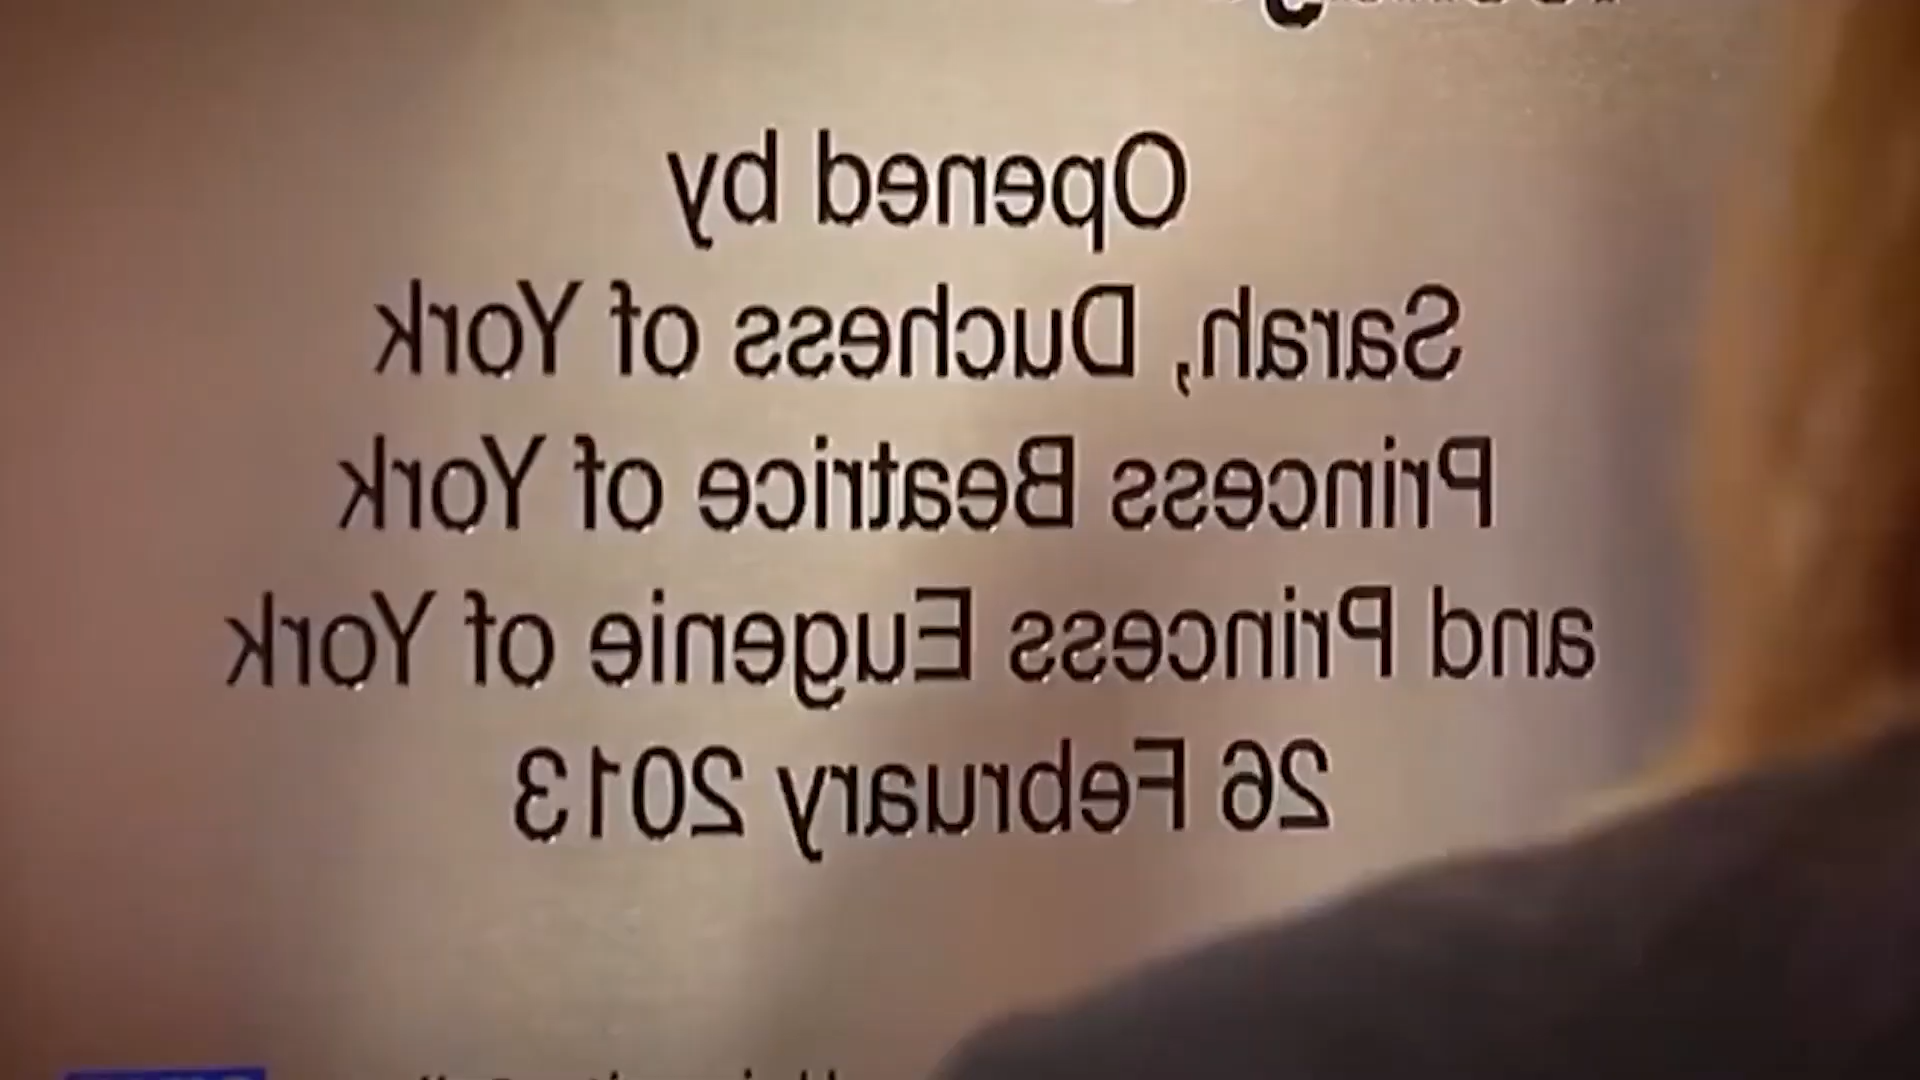 Opened by
Sarah, Duchess of York
Princess Beatrice of York
and Princess Eugenie of York
26 February 2013